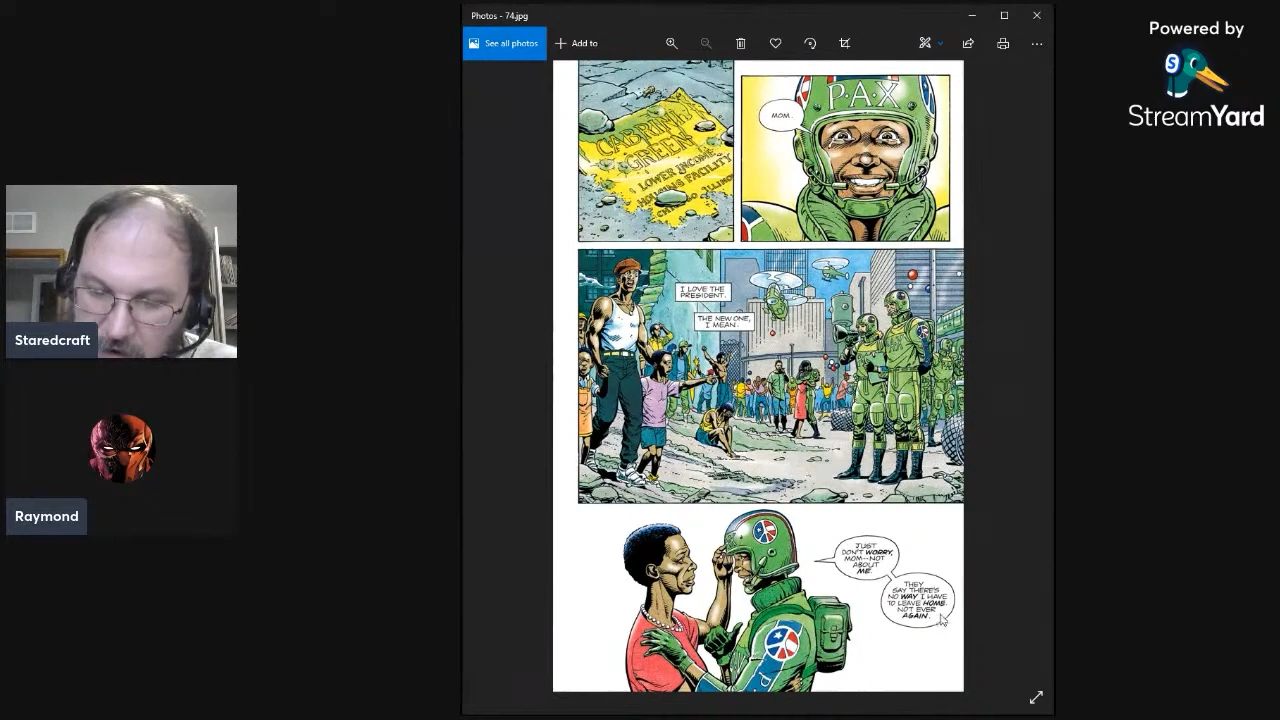 Photos - 74.jpg
See all photos
Add to
Powered by
S
StreamYard
CABRINI
GREEN
LOWER INCOME
HOUSING FACILITY
CHICAGO ILLINOIS
P·A·X
MOM..
I LOVE THE
PRESIDENT.
THE NEW ONE,
I MEAN.
JUST
DON'T WORRY,
MOM--NOT
ABOUT
ME.
THEY
SAY THERE'S
NO WAY I HAVE
TO LEAVE HOME.
NOT EVER
AGAIN.
Staredcraft
Raymond